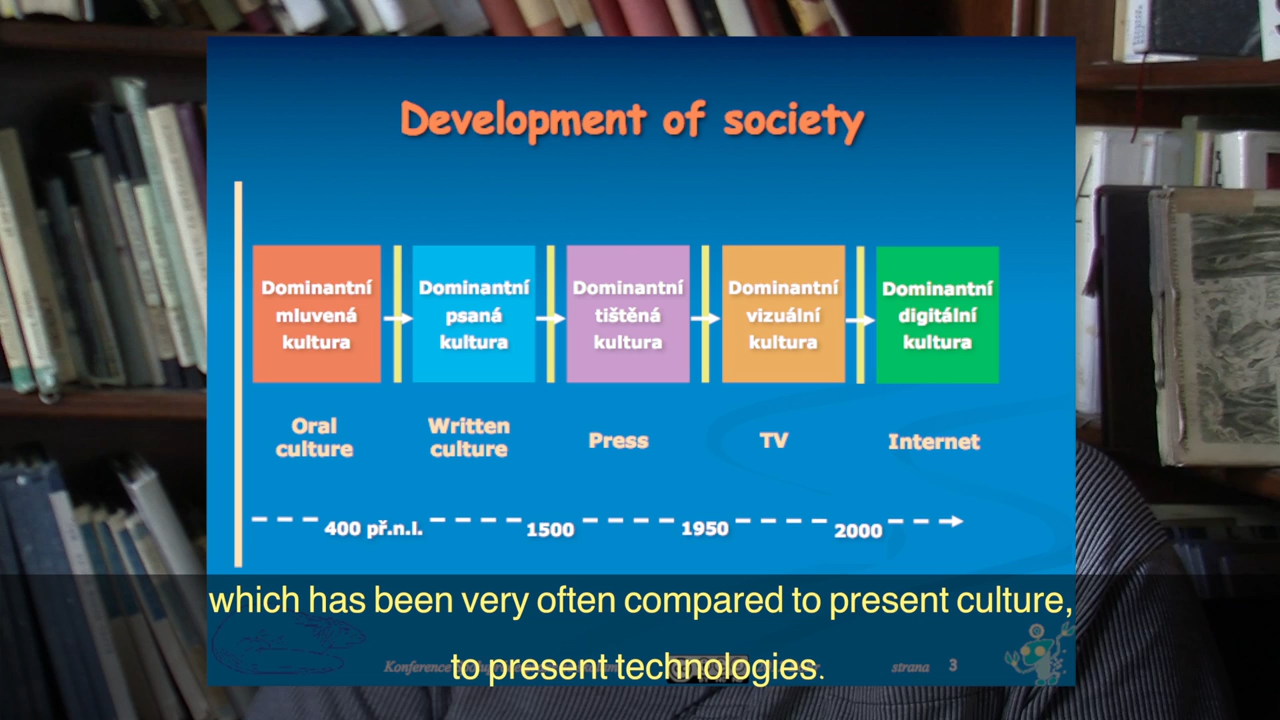 Development of society
Dominantní
mluvená
kultura
Dominantní
psaná
kultura
Dominantní
tištěná
kultura
Dominantní
vizuální
kultura
Dominantní
digitální
kultura
Oral
culture
Written
culture
Press
TV
Internet
400 př.n.l.
1500
1950
2000
which has been very often compared to present culture,
to present technologies.
Konference
strana 3